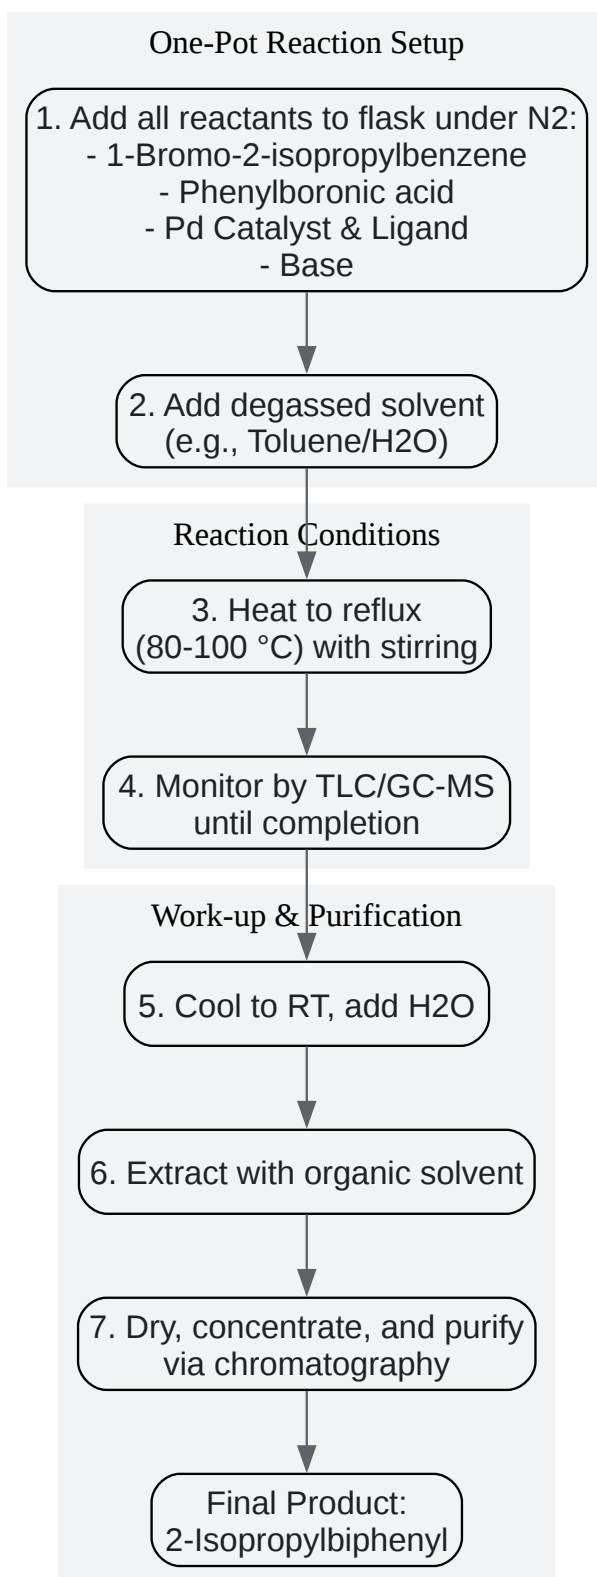 One-Pot Reaction Setup
1. Add all reactants to flask under N2:
- 1-Bromo-2-isopropylbenzene
- Phenylboronic acid
- Pd Catalyst & Ligand
- Base
2. Add degassed solvent
(e.g., Toluene/H2O)
Reaction Conditions
3. Heat to reflux
(80-100 °C) with stirring
4. Monitor by TLC/GC-MS
until completion
Work-up & Purification
5. Cool to RT, add H2O
6. Extract with organic solvent
7. Dry, concentrate, and purify
via chromatography
Final Product:
2-Isopropylbiphenyl